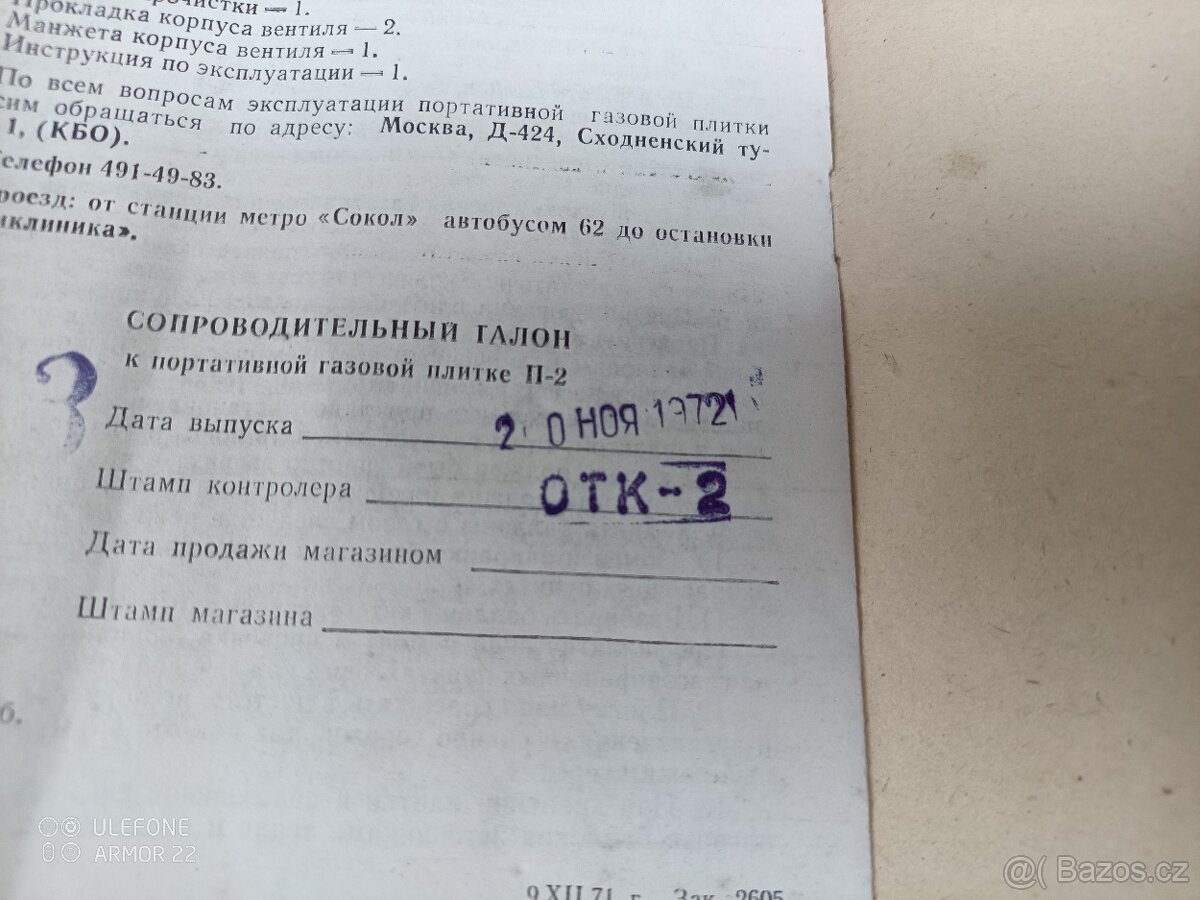 прочистки — 1.
Прокладка корпуса вентиля — 2.
Манжета корпуса вентиля — 1.
Инструкция по эксплуатации — 1.
По всем вопросам эксплуатации портативной газовой плитки
сим обращаться по адресу: Москва, Д-424, Сходненский ту-
1, (КБО).
Телефон 491-49-83.
роезд: от станции метро «Сокол» автобусом 62 до остановки
иклиника».
СОПРОВОДИТЕЛЬНЫЙ ТАЛОН
к портативной газовой плитке П-2
3
Дата выпуска 20 НОЯ 1972
Штамп контролера ОТК-2
Дата продажи магазином
Штамп магазина
б.
9 XII 71 г. Зак. 2605
ULEFONE
ARMOR 22
Bazos.cz